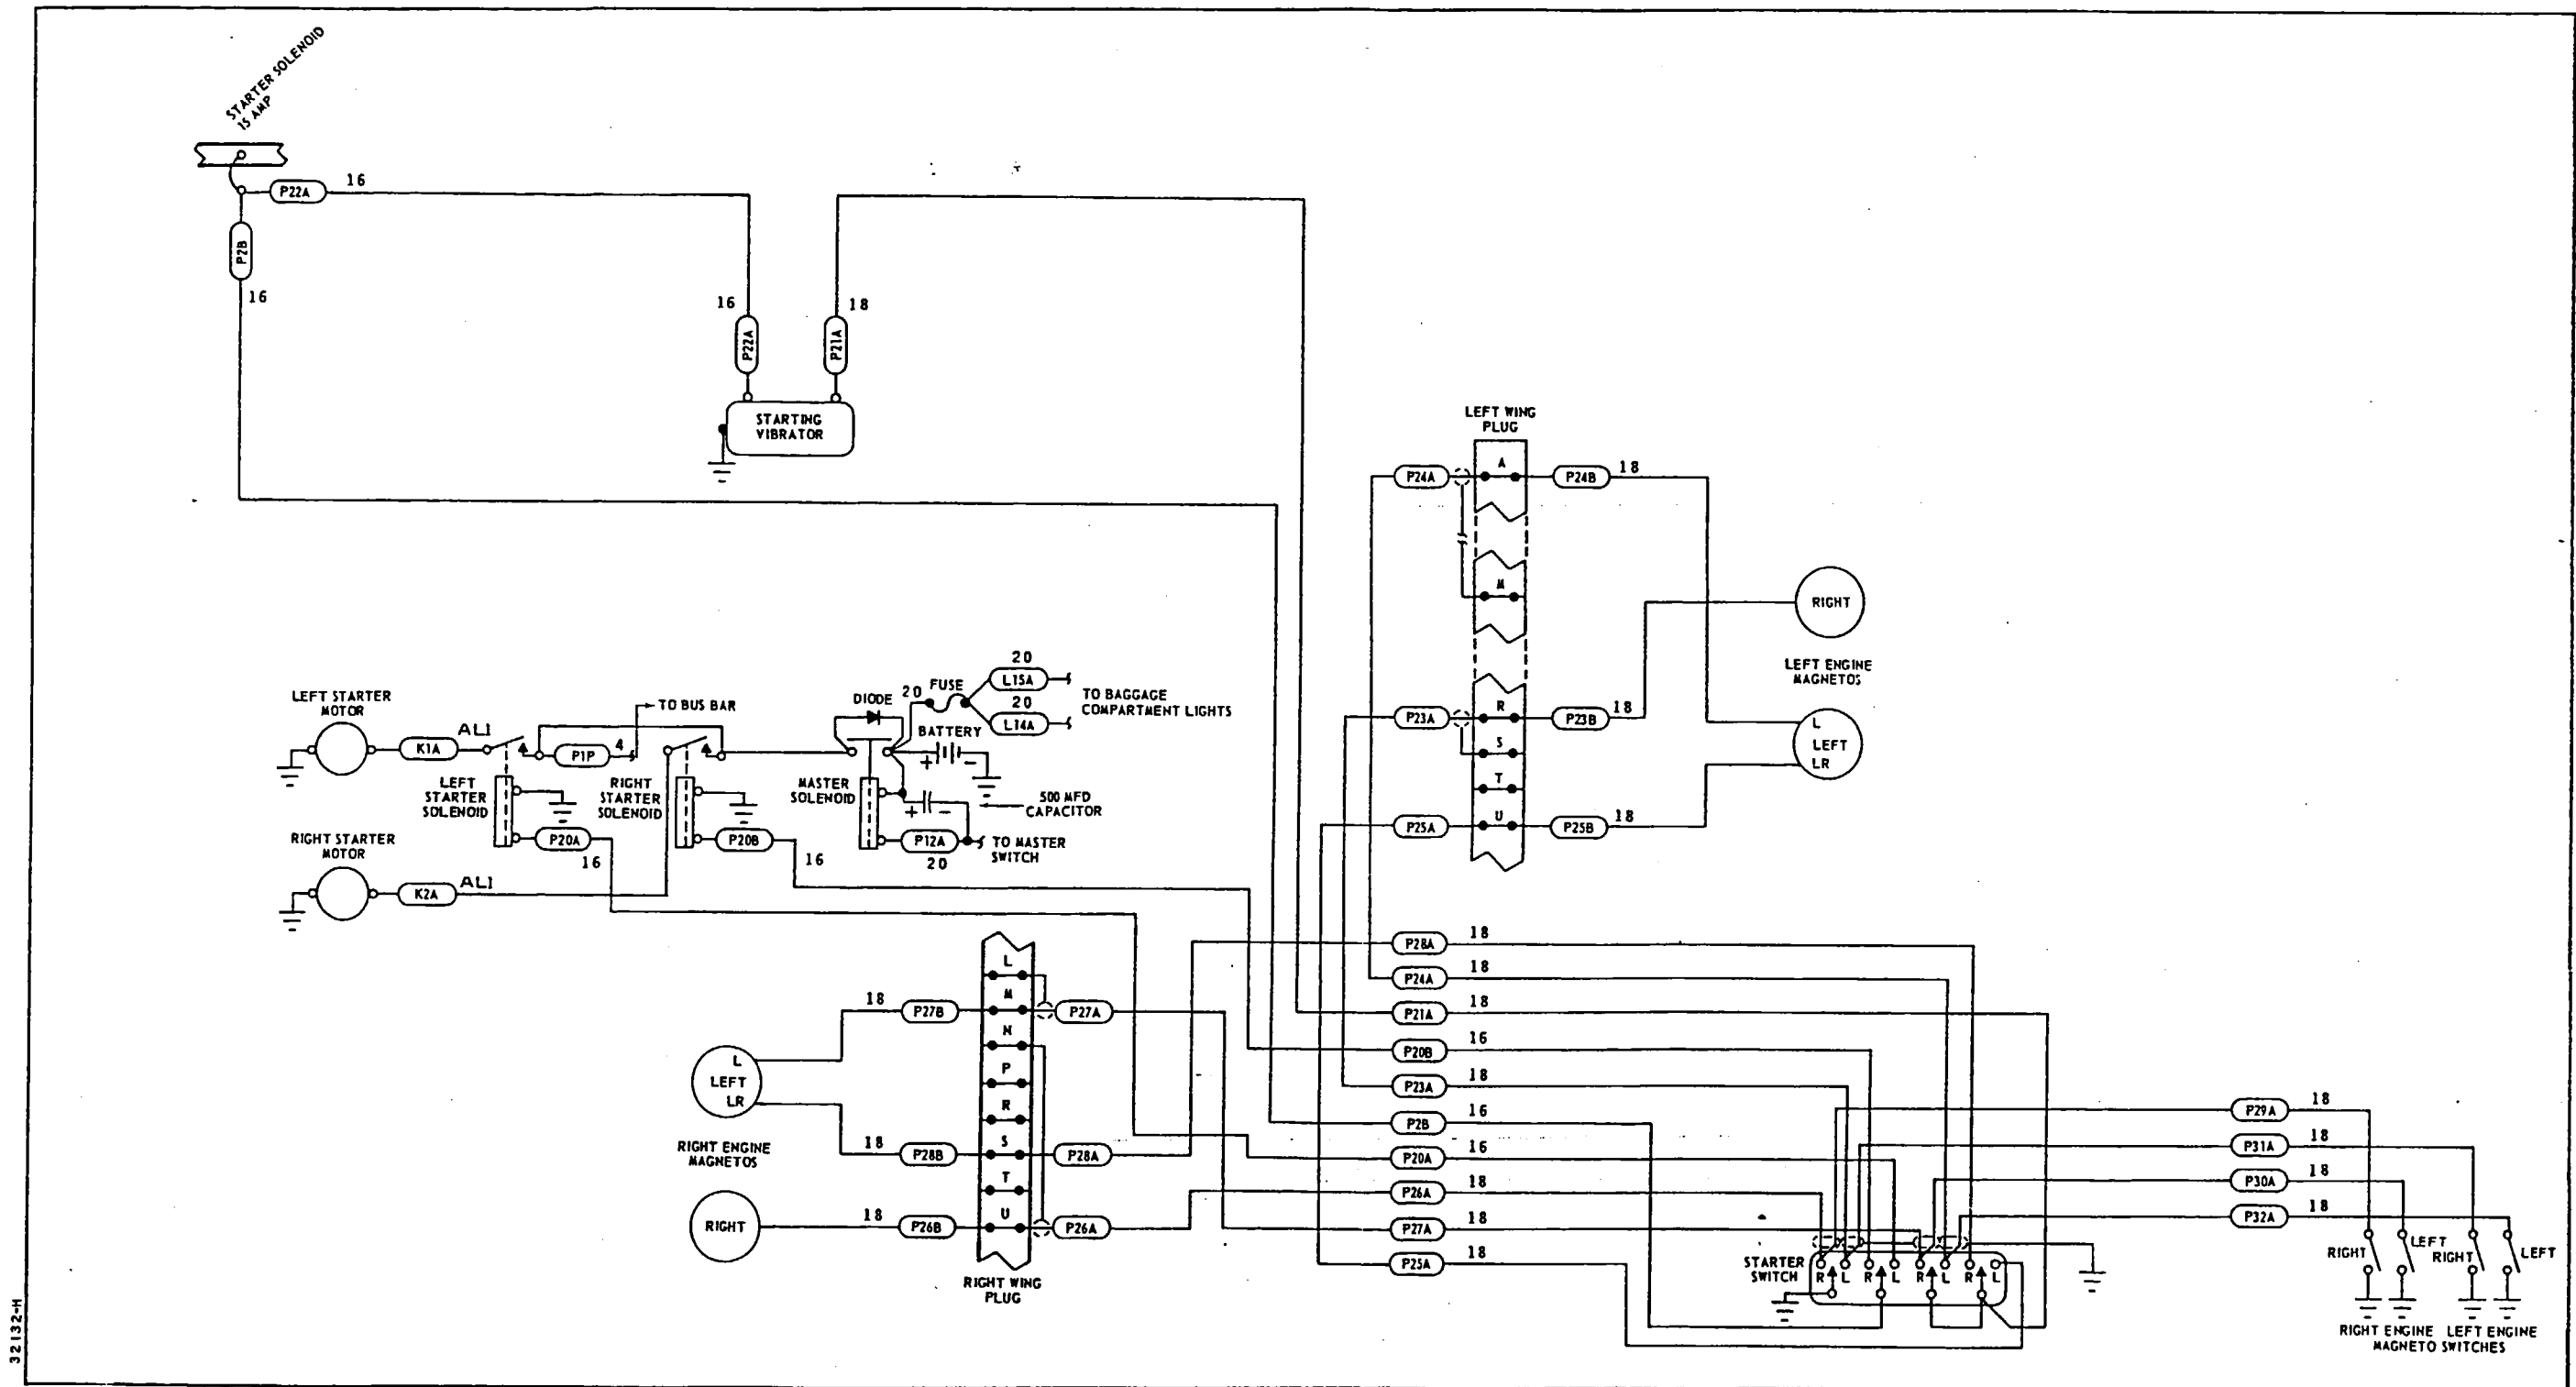 STARTER SOLENOID
15 AMP
P22A
16
P2B
16
16
18
P22A
P21A
STARTING
VIBRATOR
LEFT WING
PLUG
P24A
A
P24B
18
M
RIGHT
LEFT ENGINE
MAGNETOS
P23A
R
P23B
18
S
L
LEFT
LR
T
P25A
U
P25B
18
LEFT STARTER
MOTOR
AL1
K1A
P1P
4
TO BUS BAR
LEFT
STARTER
SOLENOID
RIGHT
STARTER
SOLENOID
MASTER
SOLENOID
DIODE
20
FUSE
20
L15A
20
L14A
TO BAGGAGE
COMPARTMENT LIGHTS
BATTERY
+
-
+
-
500 MFD
CAPACITOR
P20A
16
P20B
16
P12A
20
TO MASTER
SWITCH
RIGHT STARTER
MOTOR
K2A
AL1
L
M
N
P
R
S
T
U
18
P27B
P27A
L
LEFT
LR
RIGHT ENGINE
MAGNETOS
18
P28B
P28A
RIGHT
18
P26B
P26A
RIGHT WING
PLUG
P28A
18
P24A
18
P21A
18
P20B
16
P23A
18
P2B
16
P20A
16
P26A
18
P27A
18
P25A
18
P29A
18
P31A
18
P30A
18
P32A
18
STARTER
SWITCH
R L R L R L R L
RIGHT
LEFT
RIGHT
LEFT
RIGHT ENGINE LEFT ENGINE
MAGNETO SWITCHES
32132-H